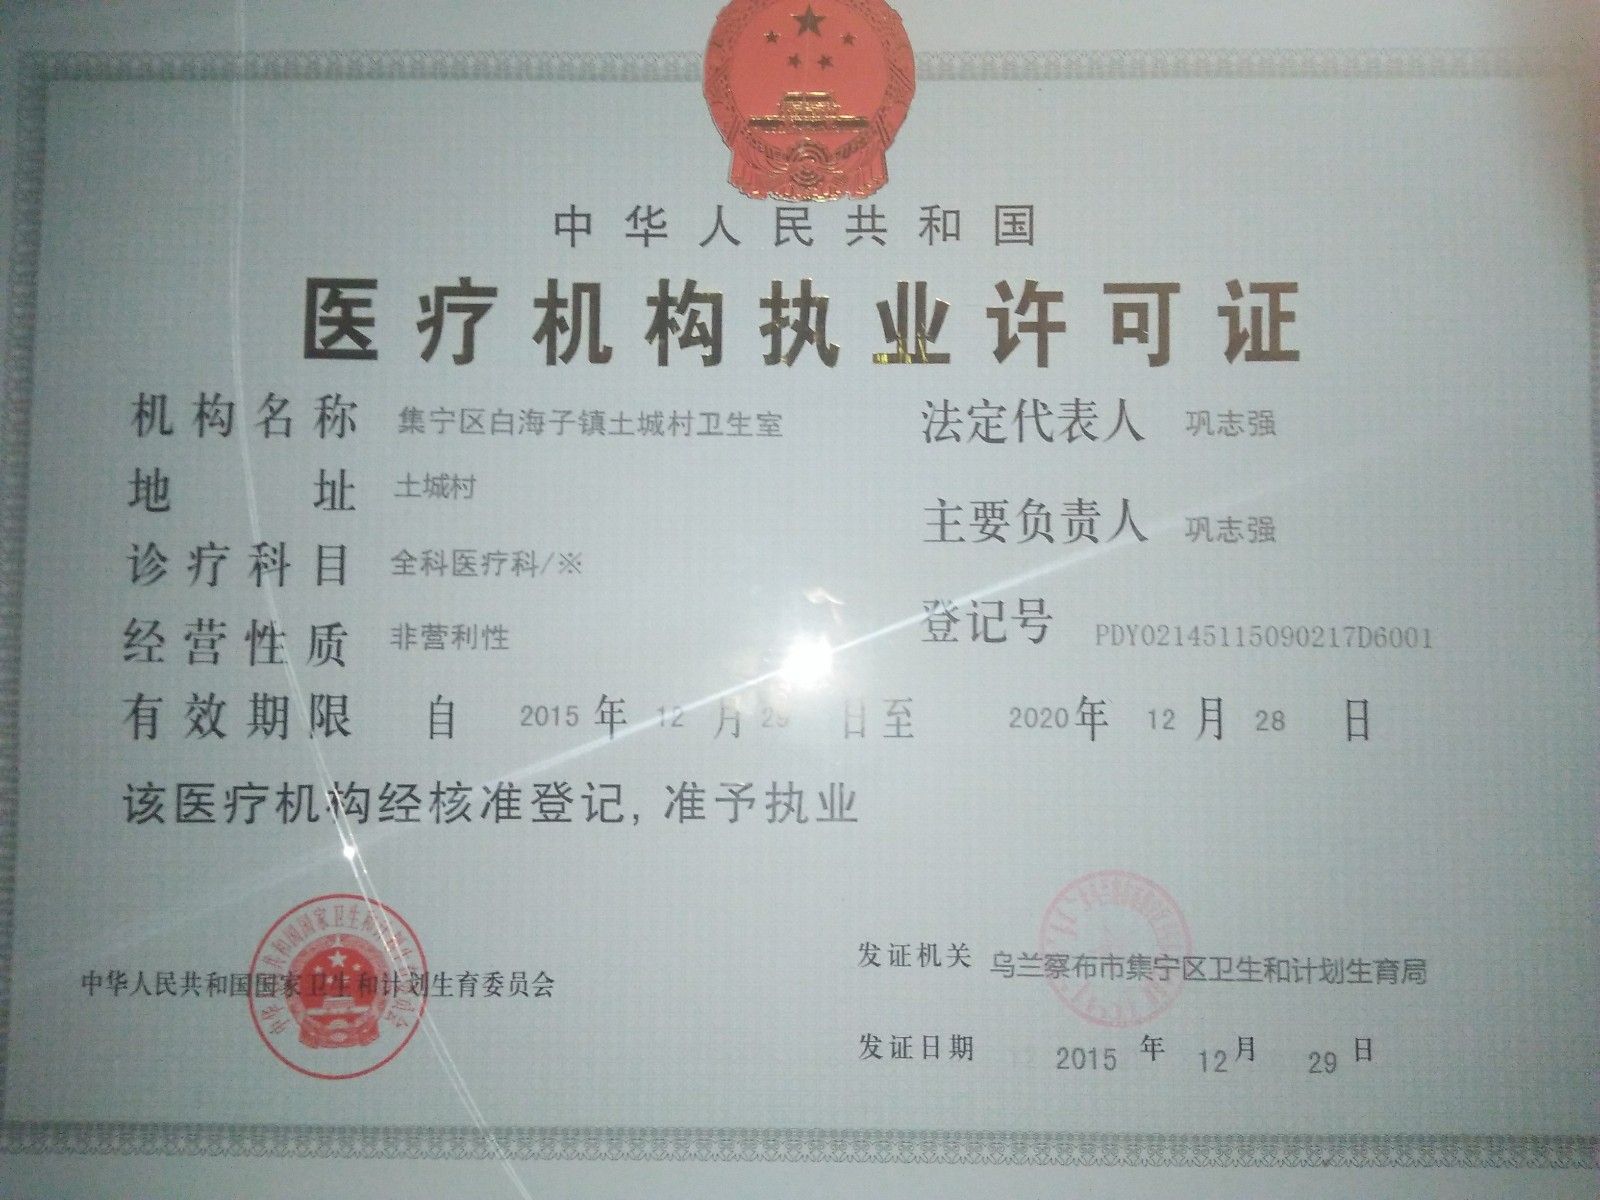 中华人民共和国
医疗机构执业许可证
机构名称 集宁区白海子镇土城村卫生室
法定代表人 巩志强
地址 土城村
主要负责人 巩志强
诊疗科目 全科医疗科/※
经营性质 非营利性
登记号 PDY02145115090217D6001
有效期限 自 2015 年 12 月 29 日至 2020 年 12 月 28 日
该医疗机构经核准登记,准予执业
中华人民共和国国家卫生和计划生育委员会
发证机关 乌兰察布市集宁区卫生和计划生育局
发证日期 2015 年 12 月 29 日